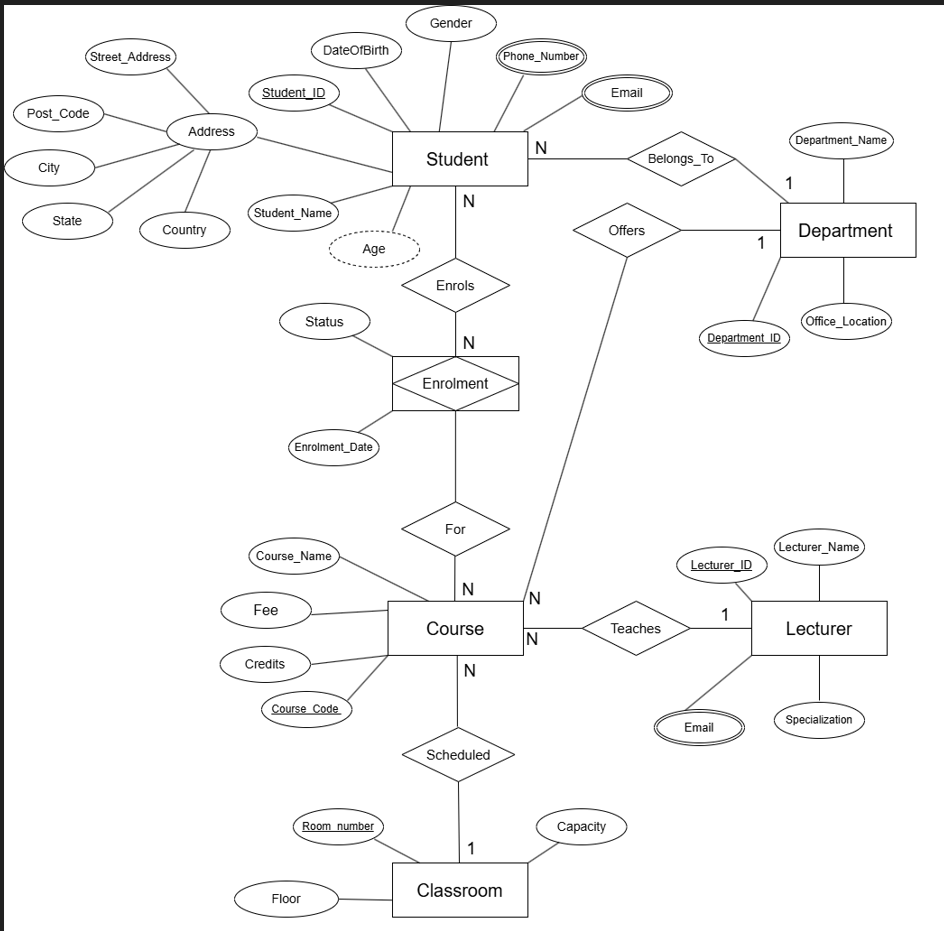 Gender
DateOfBirth
Phone_Number
Street_Address
Student_ID
Email
Post_Code
Address
Student
N
Belongs_To
Department_Name
City
1
State
Country
Student_Name
N
Age
Offers
1
Department
Enrols
Status
N
Office_Location
Department_ID
Enrolment
Enrolment_Date
For
Course_Name
Lecturer_Name
Lecturer_ID
N
N
Fee
Course
N
Teaches
1
Lecturer
Credits
N
Course_Code
Email
Specialization
Scheduled
Room_number
Capacity
1
Classroom
Floor